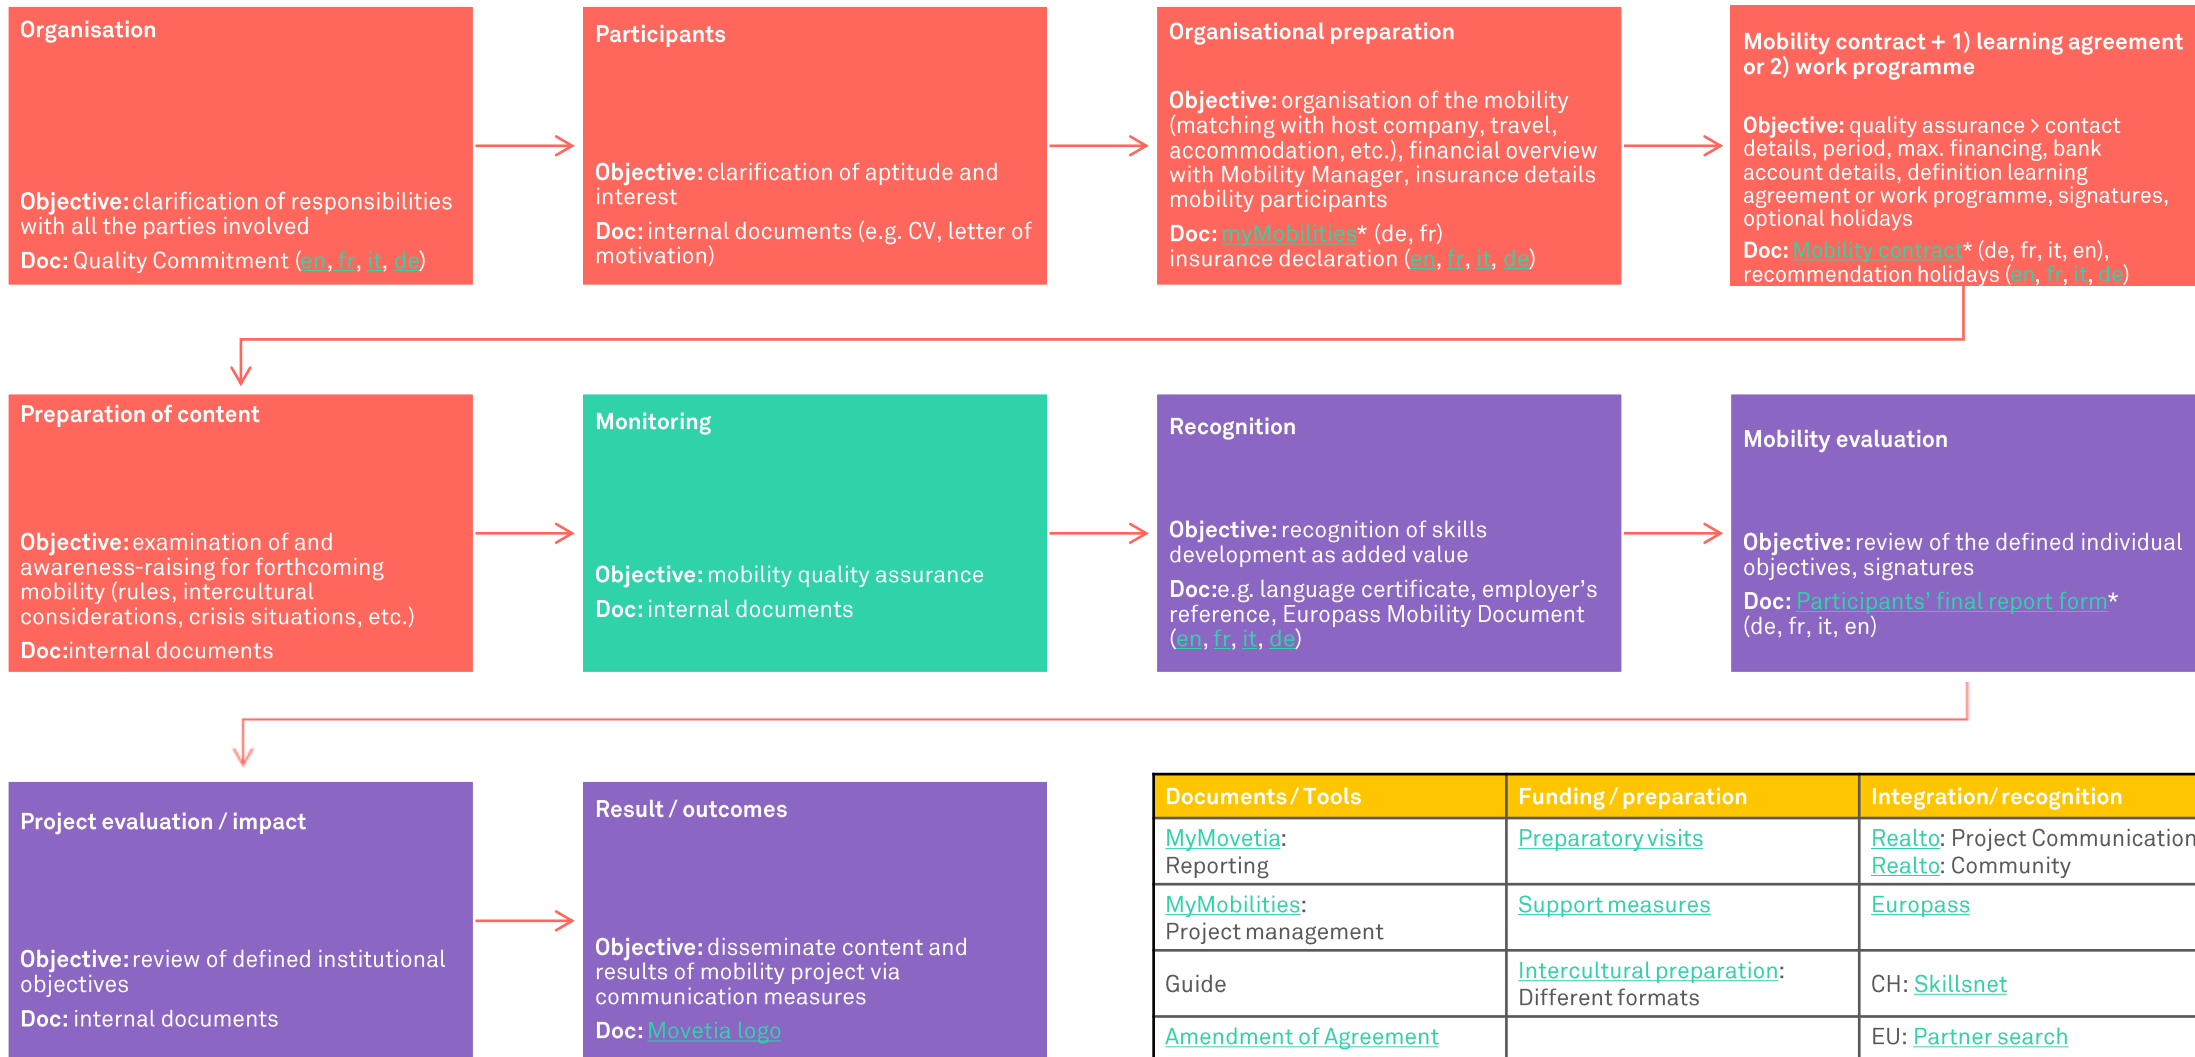 Organisation
Objective: clarification of responsibilities
with all the parties involved
Doc: Quality Commitment (en, fr, it, de)
Participants
Objective: clarification of aptitude and
interest
Doc: internal documents (e.g. CV, letter of
motivation)
Organisational preparation
Objective: organisation of the mobility
(matching with host company, travel,
accommodation, etc.), financial overview
with Mobility Manager, insurance details
mobility participants
Doc: myMobilities* (de, fr)
insurance declaration (en, fr, it, de)
Mobility contract + 1) learning agreement
or 2) work programme
Objective: quality assurance > contact
details, period, max. financing, bank
account details, definition learning
agreement or work programme, signatures,
optional holidays
Doc: Mobility contract* (de, fr, it, en),
recommendation holidays (en, fr, it, de)
Preparation of content
Objective: examination of and
awareness-raising for forthcoming
mobility (rules, intercultural
considerations, crisis situations, etc.)
Doc:internal documents
Monitoring
Objective: mobility quality assurance
Doc: internal documents
Recognition
Objective: recognition of skills
development as added value
Doc:e.g. language certificate, employer's
reference, Europass Mobility Document
(en, fr, it, de)
Mobility evaluation
Objective: review of the defined individual
objectives, signatures
Doc: Participants' final report form*
(de, fr, it, en)
Project evaluation / impact
Objective: review of defined institutional
objectives
Doc: internal documents
Result / outcomes
Objective: disseminate content and
results of mobility project via
communication measures
Doc: Movetia logo
Documents / Tools
Funding / preparation
Integration/ recognition
MyMovetia:
Reporting
Preparatory visits
Realto: Project Communication
Realto: Community
MyMobilities:
Project management
Support measures
Europass
Guide
Intercultural preparation:
Different formats
CH: Skillsnet
Amendment of Agreement
EU: Partner search